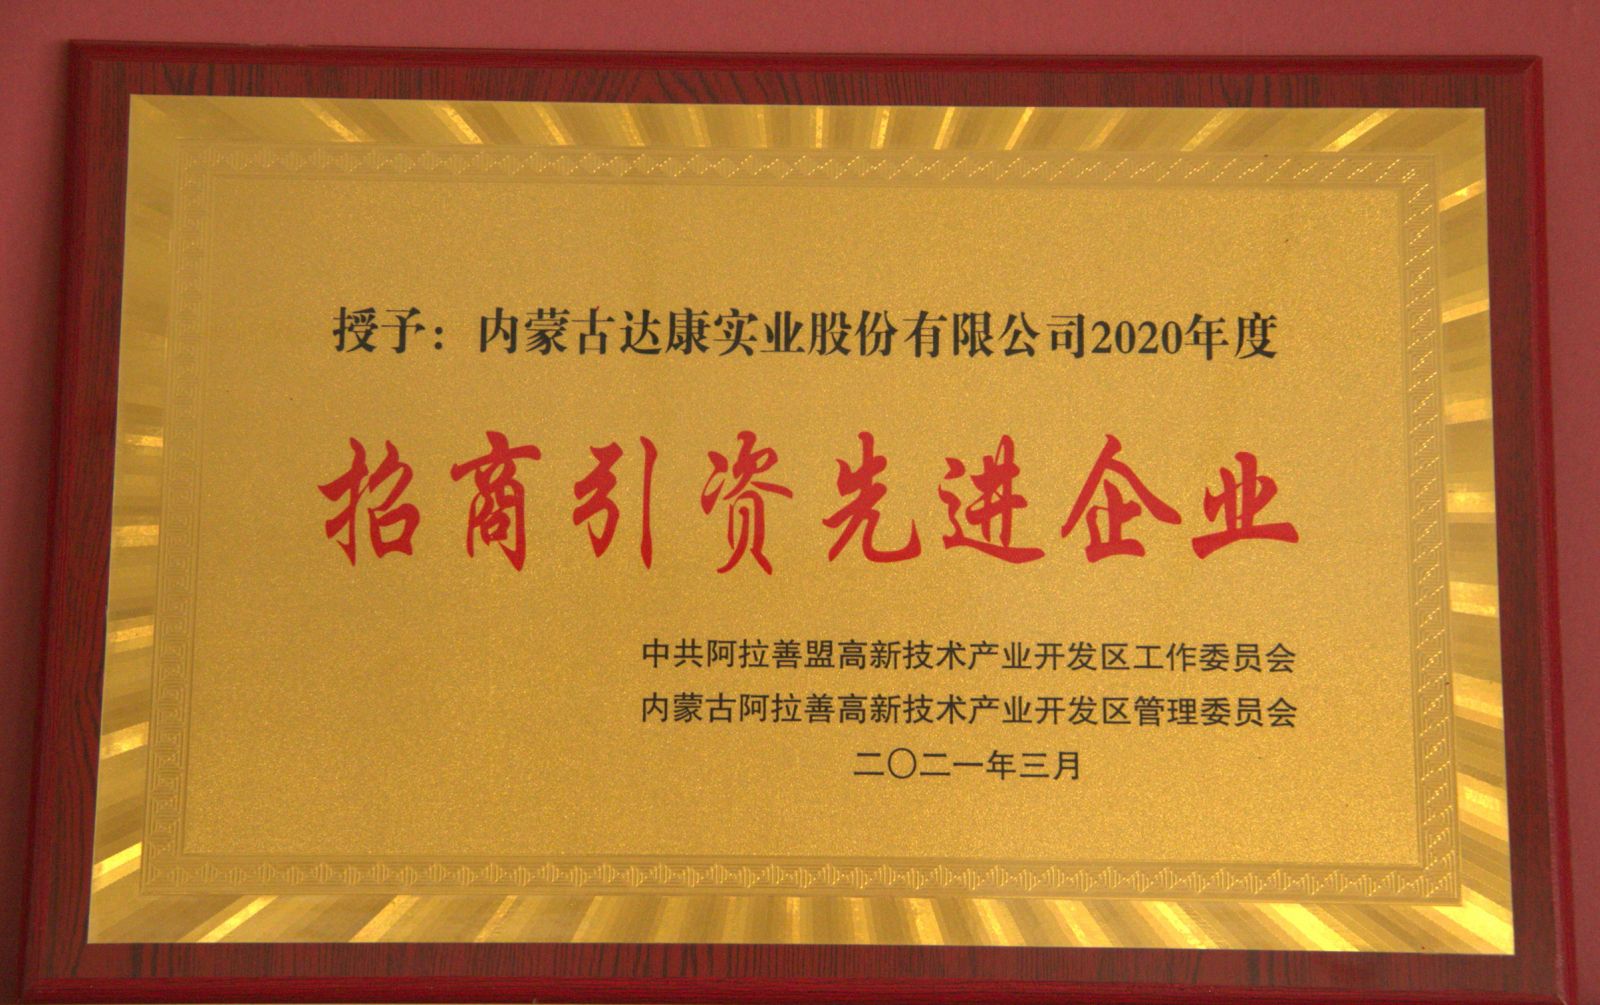 授予：内蒙古达康实业股份有限公司2020年度
招商引资先进企业
中共阿拉善盟高新技术产业开发区工作委员会
内蒙古阿拉善高新技术产业开发区管理委员会
二〇二一年三月